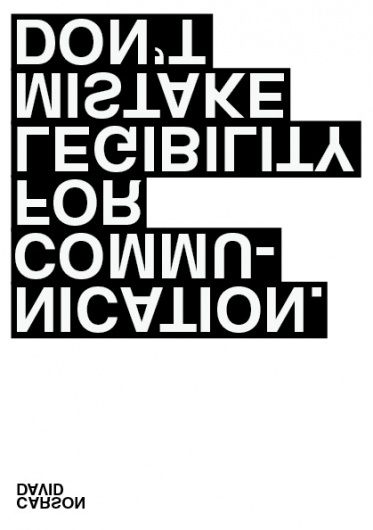 DON'T
MISTAKE
LEGIBILITY
FOR
COMMU-
NICATION.
DAVID
CARSON